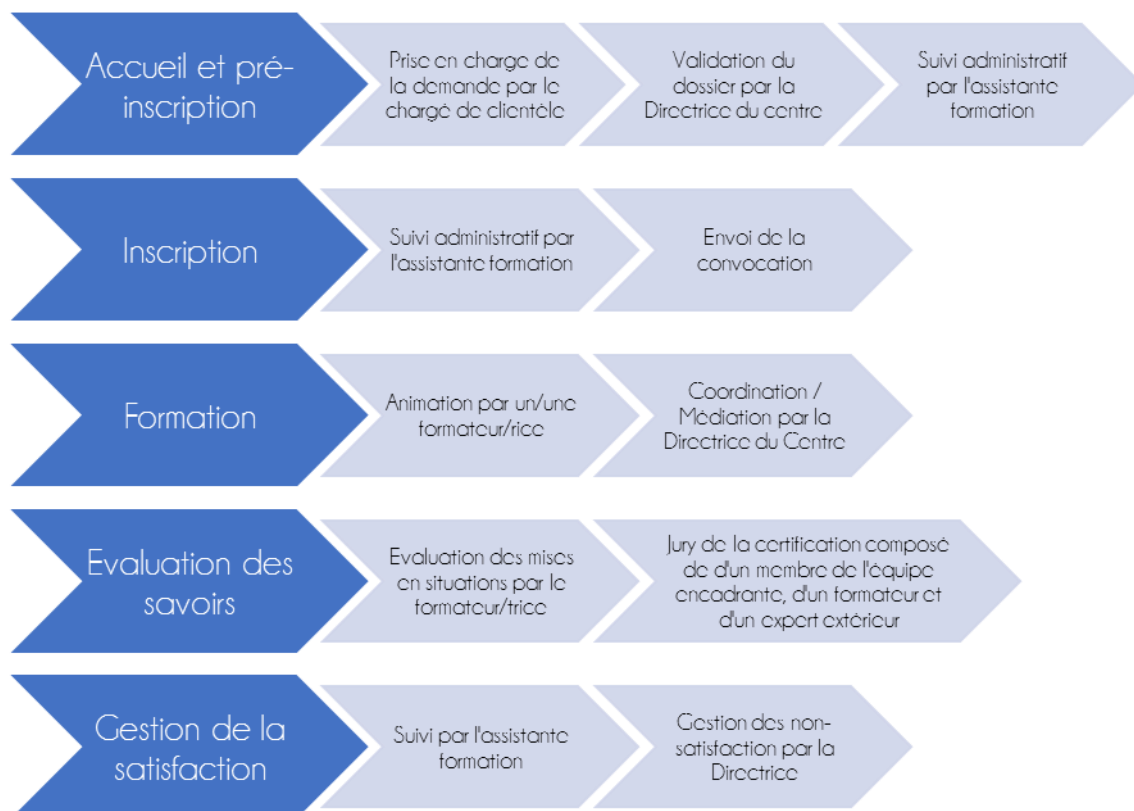 Accueil et pré-
inscription
Prise en charge de
la demande par le
chargé de clientèle
Validation du
dossier par la
Directrice du centre
Suivi administratif
par l'assistante
formation
Inscription
Suivi administratif par
l'assistante formation
Envoi de la
convocation
Formation
Animation par un/une
formateur/rice
Coordination /
Médiation par la
Directrice du Centre
Evaluation des
savoirs
Evaluation des mises
en situations par le
formateur/trice
Jury de la certification composé
de d'un membre de l'équipe
encadrante, d'un formateur et
d'un expert extérieur
Gestion de la
satisfaction
Suivi par l'assistante
formation
Gestion des non-
satisfaction par la
Directrice